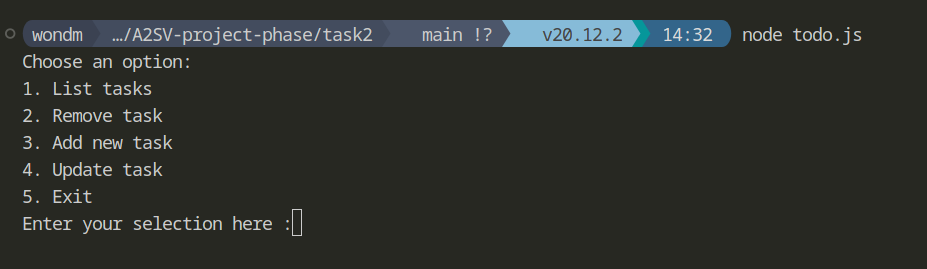 wondm …/A2SV-project-phase/task2 main !? v20.12.2 14:32 node todo.js
Choose an option:
1. List tasks
2. Remove task
3. Add new task
4. Update task
5. Exit
Enter your selection here :